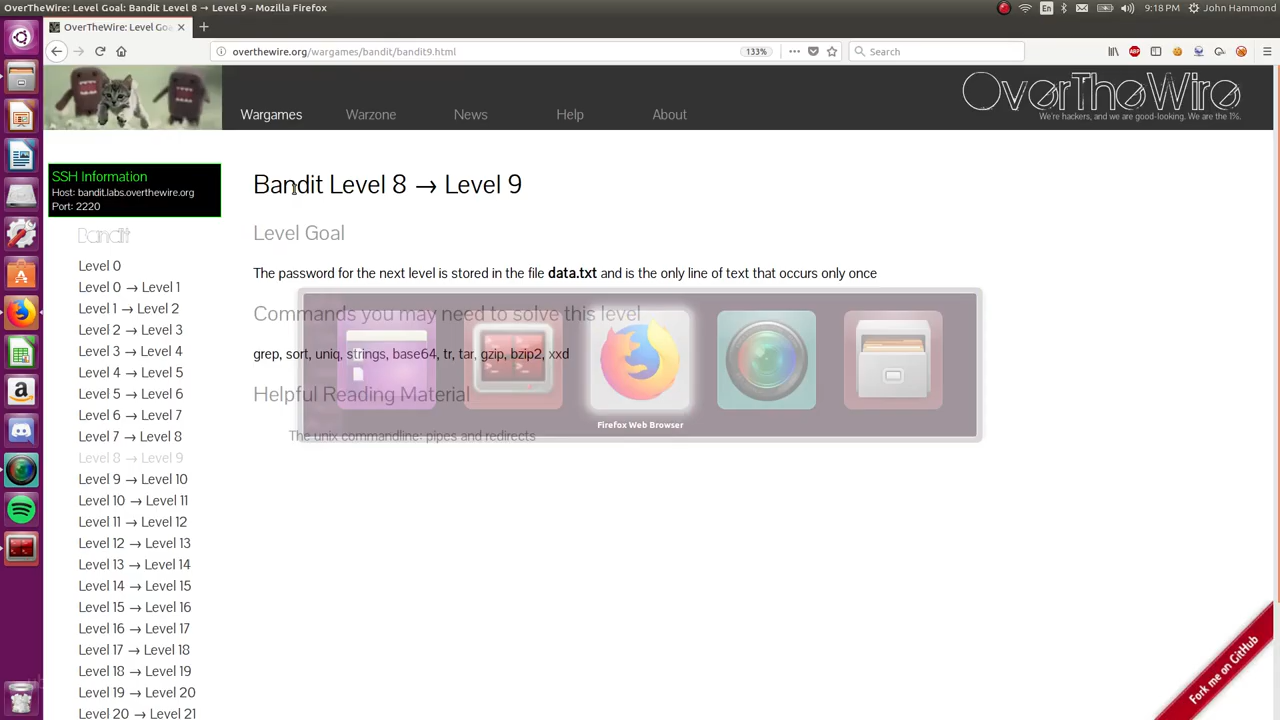 OverTheWire: Level Goal: Bandit Level 8 → Level 9 - Mozilla Firefox
En
9:18 PM
John Hammond
OverTheWire: Level Goa
overthewire.org/wargames/bandit/bandit9.html
133%
Search
ABP
OverTheWire
We're hackers, and we are good-looking. We are the 1%.
Wargames
Warzone
News
Help
About
SSH Information
Host: bandit.labs.overthewire.org
Port: 2220
Bandit
Level 0
Level 0 → Level 1
Level 1 → Level 2
Level 2 → Level 3
Level 3 → Level 4
Level 4 → Level 5
Level 5 → Level 6
Level 6 → Level 7
Level 7 → Level 8
Level 8 → Level 9
Level 9 → Level 10
Level 10 → Level 11
Level 11 → Level 12
Level 12 → Level 13
Level 13 → Level 14
Level 14 → Level 15
Level 15 → Level 16
Level 16 → Level 17
Level 17 → Level 18
Level 18 → Level 19
Level 19 → Level 20
Level 20 → Level 21
Bandit Level 8 → Level 9
Level Goal
The password for the next level is stored in the file data.txt and is the only line of text that occurs only once
Commands you may need to solve this level
grep, sort, uniq, strings, base64, tr, tar, gzip, bzip2, xxd
Helpful Reading Material
The unix commandline: pipes and redirects
Firefox Web Browser
Fork me on GitHub